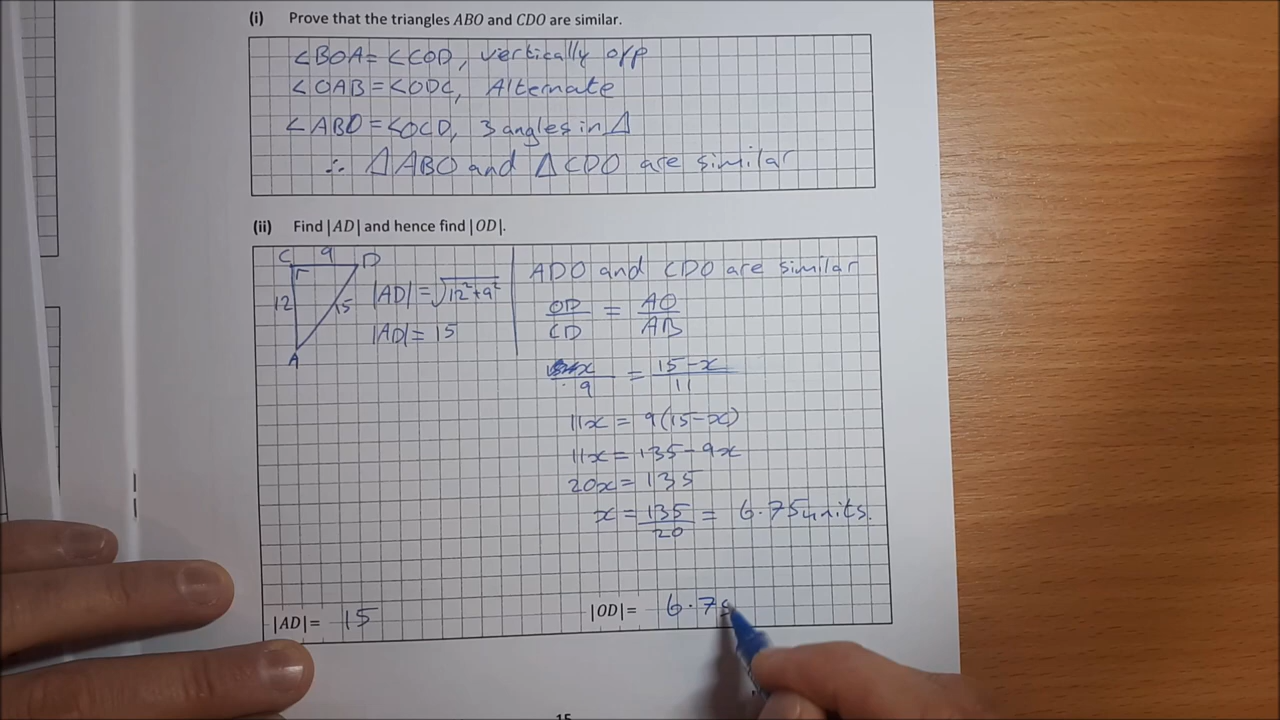 (i) Prove that the triangles ABO and CDO are similar.
∠BOA = ∠COD, vertically opp
∠OAB = ∠ODC, Alternate
∠ABO = ∠OCD, 3 angles in Δ
∴ ΔABO and ΔCDO are similar
(ii) Find |AD| and hence find |OD|.
C 9 D
12 15
A
|AD| = √12²+9²
|AD| = 15
ADO and CDO are similar
OD/CD = AO/AB
x/9 = 15-x/11
11x = 9(15-x)
11x = 135-9x
20x = 135
x = 135/20 = 6.75units.
|AD|= 15
|OD|= 6.75
15